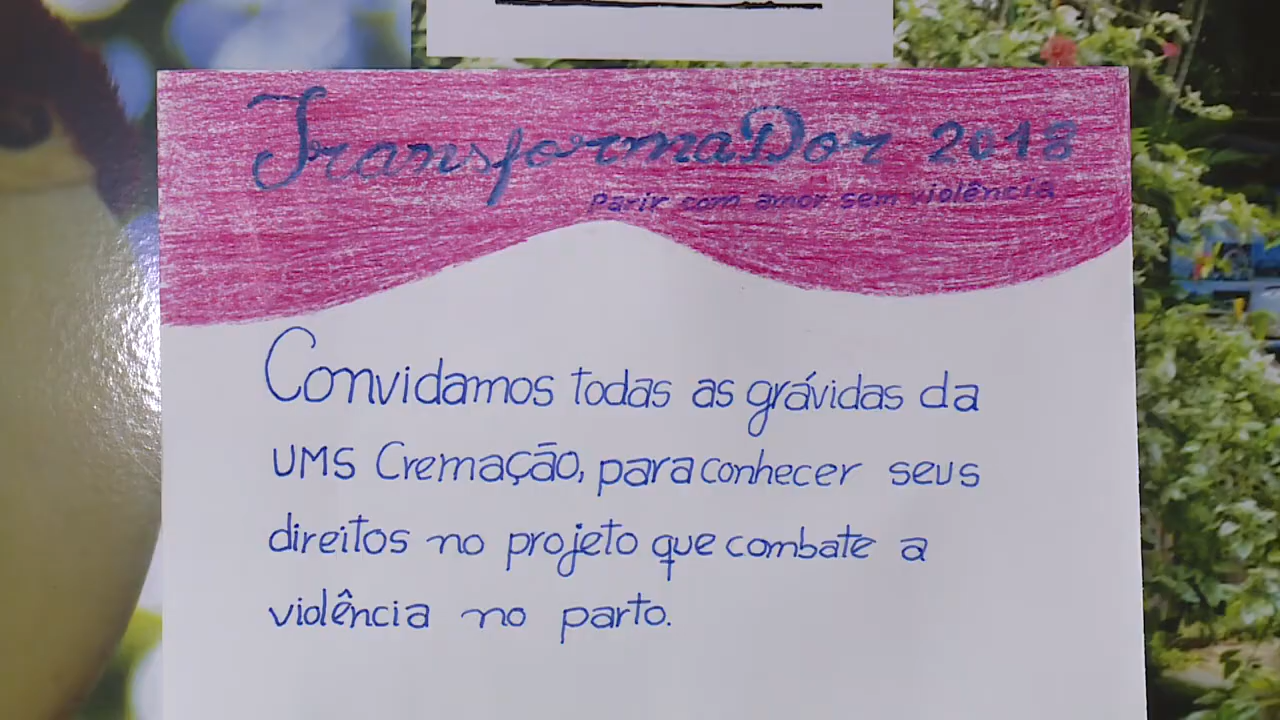 TransformaDor 2018
Parir com amor sem violência
Convidamos todas as grávidas da
UMS Cremação, para conhecer seus
direitos no projeto que combate a
violência no parto.